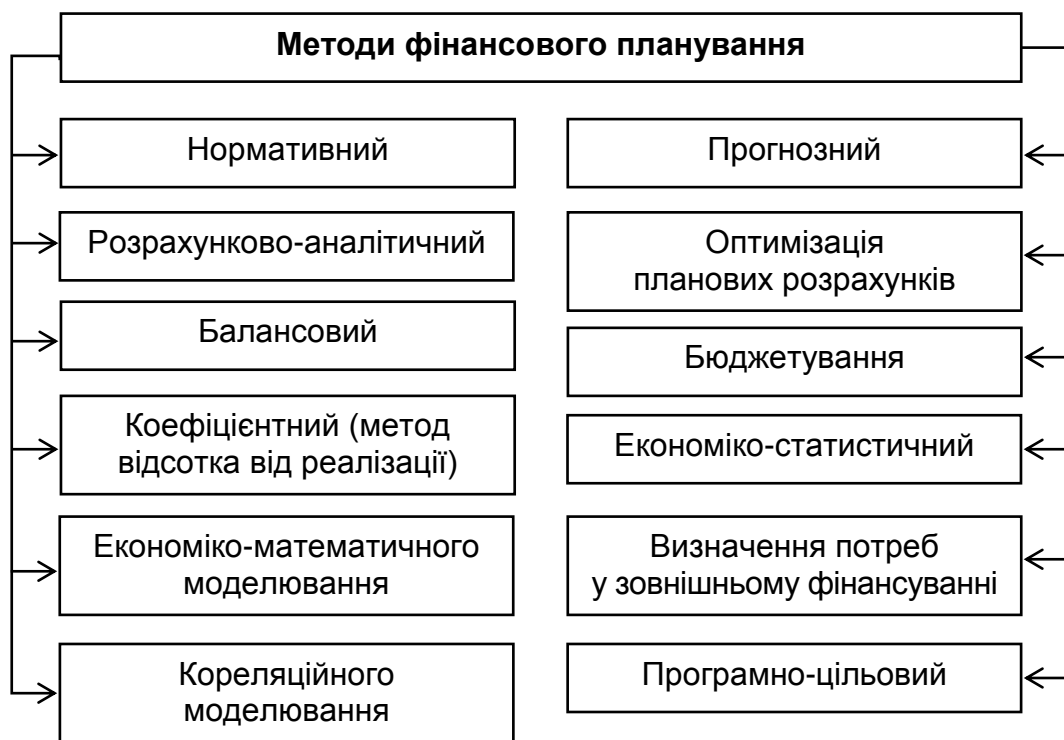 Методи фінансового планування
Нормативний
Розрахунково-аналітичний
Балансовий
Коефіцієнтний (метод
відсотка від реалізації)
Економіко-математичного
моделювання
Кореляційного
моделювання
Прогнозний
Оптимізація
планових розрахунків
Бюджетування
Економіко-статистичний
Визначення потреб
у зовнішньому фінансуванні
Програмно-цільовий